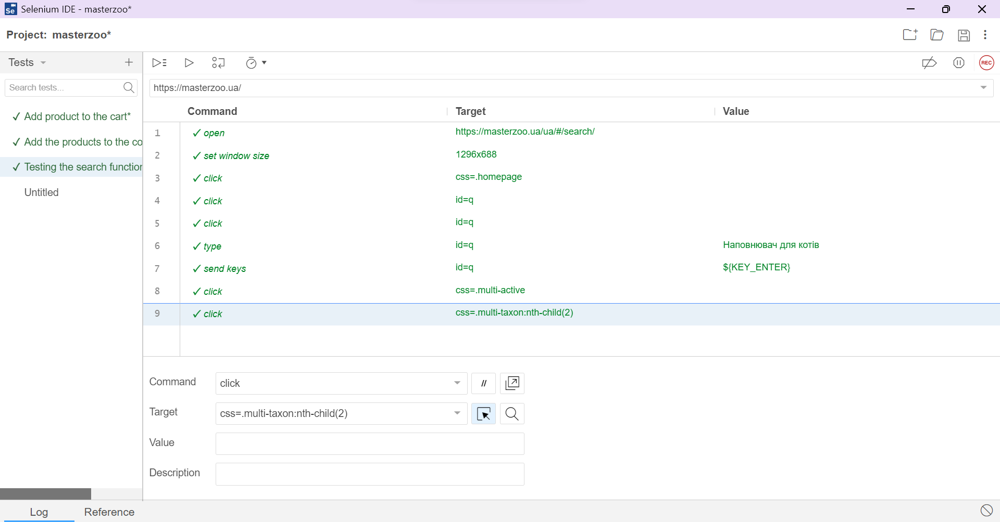 Selenium IDE - masterzoo*
Project: masterzoo*
Tests
REC
Search tests...
https://masterzoo.ua/
Command Target Value
✓ Add product to the cart*
✓ Add the products to the co
✓ Testing the search function
Untitled
1 ✓ open https://masterzoo.ua/ua/#/search/
2 ✓ set window size 1296x688
3 ✓ click css=.homepage
4 ✓ click id=q
5 ✓ click id=q
6 ✓ type id=q Наповнювач для котів
7 ✓ send keys id=q ${KEY_ENTER}
8 ✓ click css=.multi-active
9 ✓ click css=.multi-taxon:nth-child(2)
Command click //
Target css=.multi-taxon:nth-child(2)
Value
Description
Log Reference